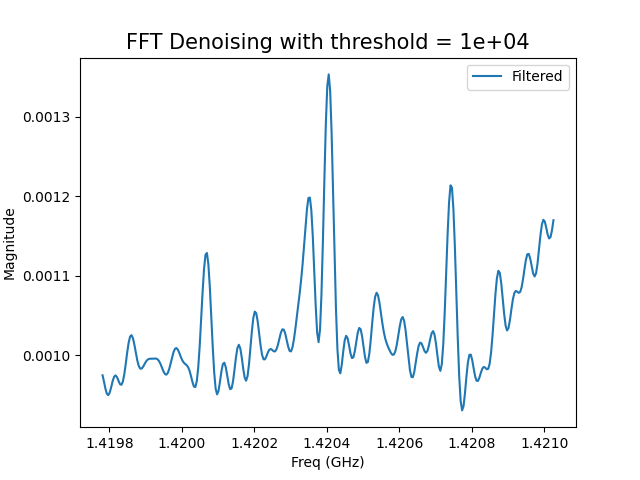 FFT Denoising with threshold = 1e+04
Filtered
0.0013
0.0012
0.0011
0.0010
Magnitude
1.4198 1.4200 1.4202 1.4204 1.4206 1.4208 1.4210
Freq (GHz)